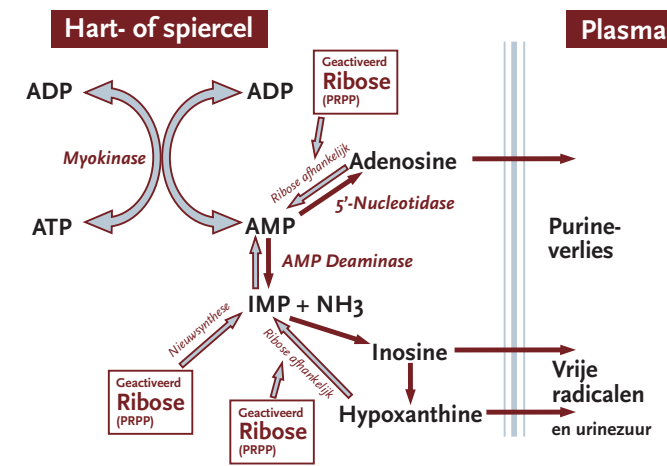 Hart- of spiercel
Plasma
Geactiveerd
Ribose
(PRPP)
ADP
ADP
Myokinase
Ribose afhankelijk
Adenosine
5’-Nucleotidase
ATP
AMP
Purine-
verlies
AMP Deaminase
IMP + NH3
Nieuwsynthese
Ribose afhankelijk
Inosine
Vrije
radicalen
Geactiveerd
Ribose
(PRPP)
Geactiveerd
Ribose
(PRPP)
Hypoxanthine
en urinezuur